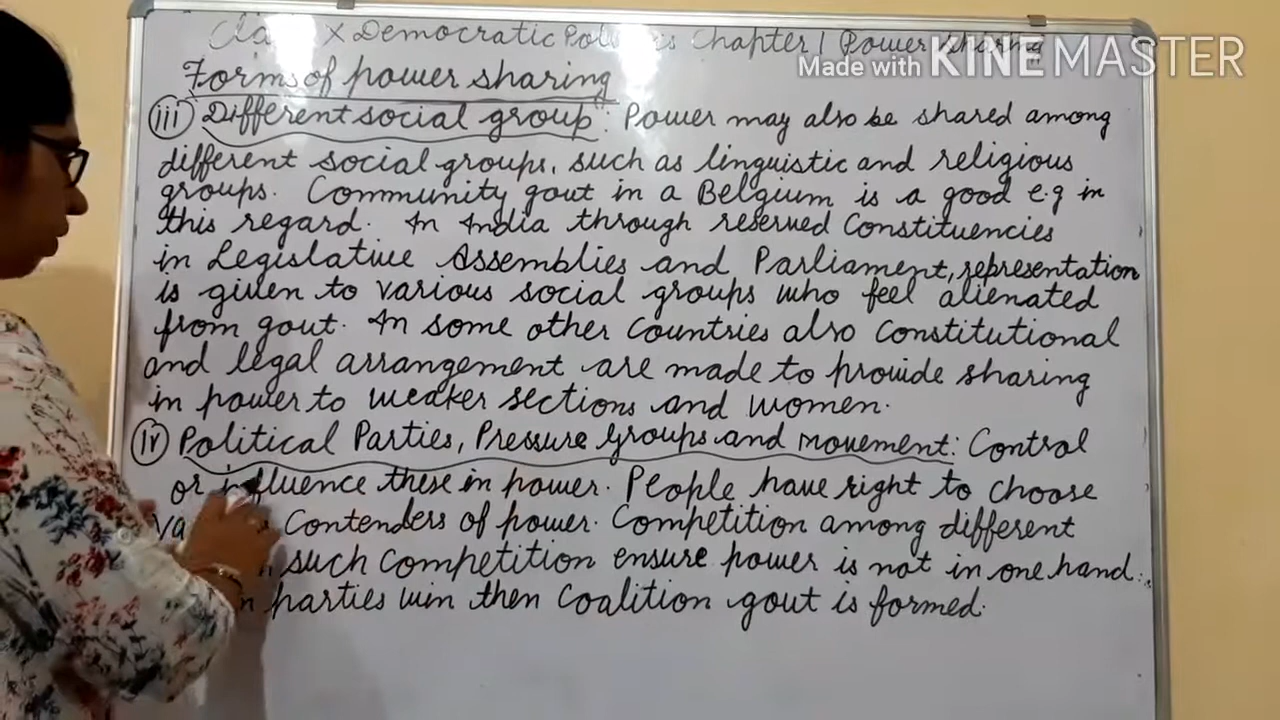 Class X Democratic Politics Chapter 1 Power sharing
Made with KINEMASTER
Forms of power sharing
(iii) "Different social group": Power may also be shared among
different social groups, such as linguistic and religious
groups. Community govt in a Belgium is a good e.g in
this regard. In India through reserved Constituencies
in Legislative Assemblies and Parliament, representation
is given to various social groups who feel alienated
from govt. In some other Countries also Constitutional
and legal arrangement are made to provide sharing
in power to weaker sections and women.
(iv) Political Parties, Pressure groups and movement: Control
or influence these in power. People have right to choose
Contenders of power. Competition among different
such Competition ensure power is not in one hand.
parties win then Coalition govt is formed.